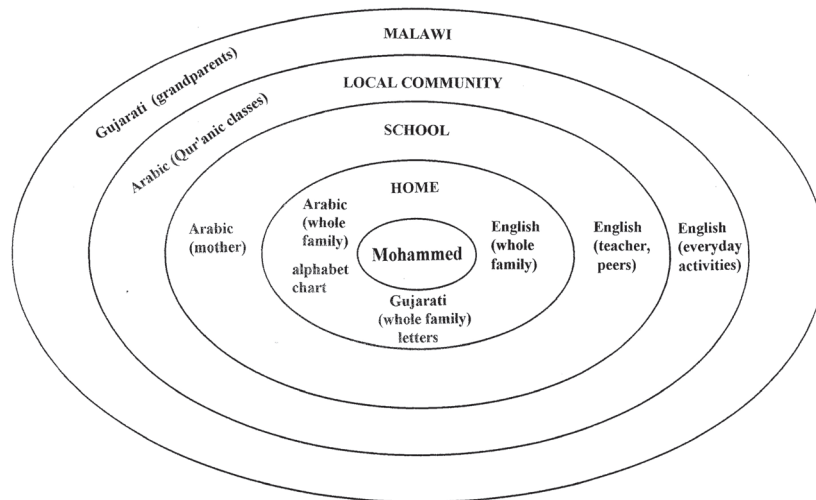 MALAWI
Gujarati (grandparents)
LOCAL COMMUNITY
Arabic (Qur'anic classes)
SCHOOL
Arabic
(mother)
HOME
Arabic
(whole
family)
alphabet
chart
Mohammed
English
(whole
family)
Gujarati
(whole family)
letters
English
(teacher,
peers)
English
(everyday
activities)